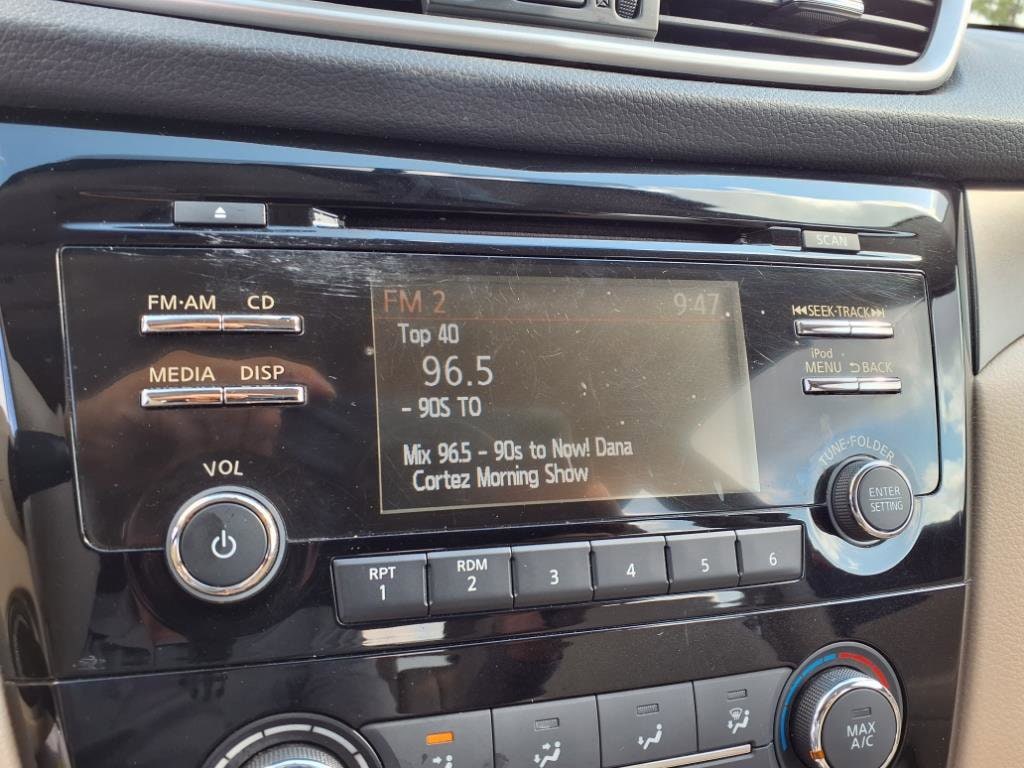 SCAN
FM·AM CD
MEDIA DISP
VOL
FM 2 9:47
Top 40
96.5
- 90S TO
Mix 96.5 - 90s to Now! Dana
Cortez Morning Show
SEEK·TRACK
iPod
MENU BACK
TUNE·FOLDER
ENTER
SETTING
RPT RDM
1 2 3 4 5 6
MAX
A/C